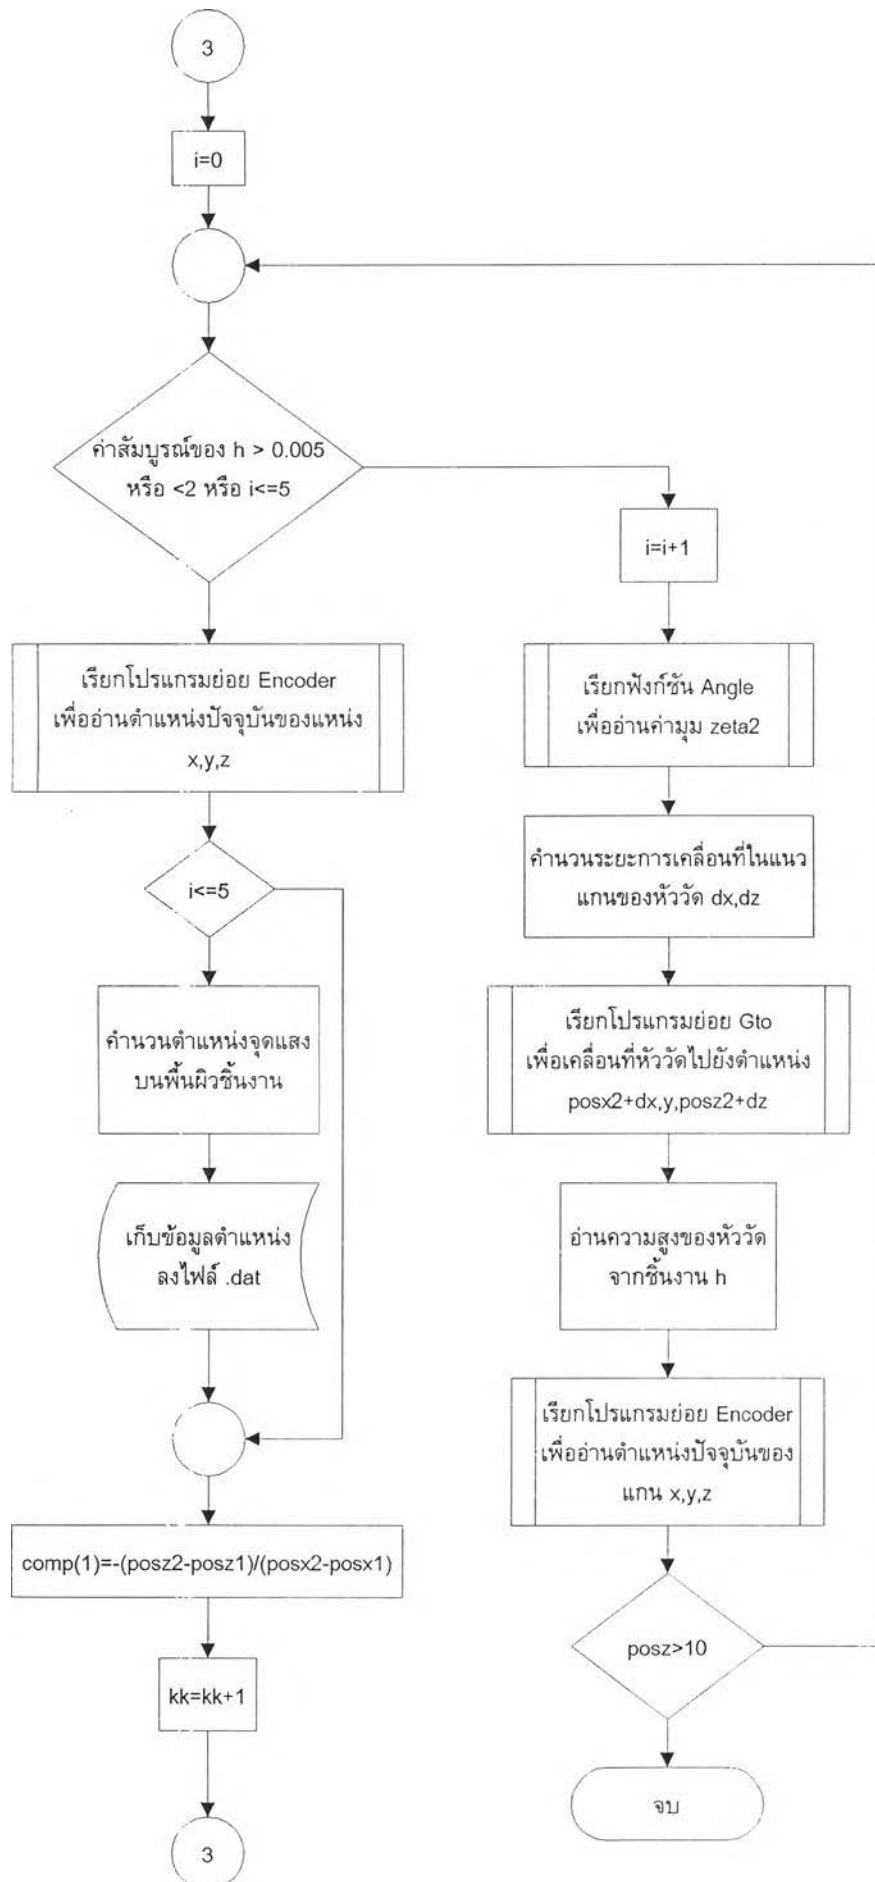 3
i=0
ค่าสัมบูรณ์ของ h > 0.005
หรือ <2 หรือ i<=5
เรียกโปรแกรมย่อย Encoder
เพื่ออ่านตำแหน่งปัจจุบันของแหน่ง
x,y,z
i<=5
คำนวนตำแหน่งจุดแสง
บนพื้นผิวชิ้นงาน
เก็บข้อมูลตำแหน่ง
ลงไฟล์ .dat
comp(1)=-(posz2-posz1)/(posx2-posx1)
kk=kk+1
3
i=i+1
เรียกฟังก์ชัน Angle
เพื่ออ่านค่ามุม zeta2
คำนวนระยะการเคลื่อนที่ในแนว
แกนของหัววัด dx,dz
เรียกโปรแกรมย่อย Gto
เพื่อเคลื่อนที่หัววัดไปยังตำแหน่ง
posx2+dx,y,posz2+dz
อ่านความสูงของหัววัด
จากชิ้นงาน h
เรียกโปรแกรมย่อย Encoder
เพื่ออ่านตำแหน่งปัจจุบันของ
แกน x,y,z
posz>10
จบ